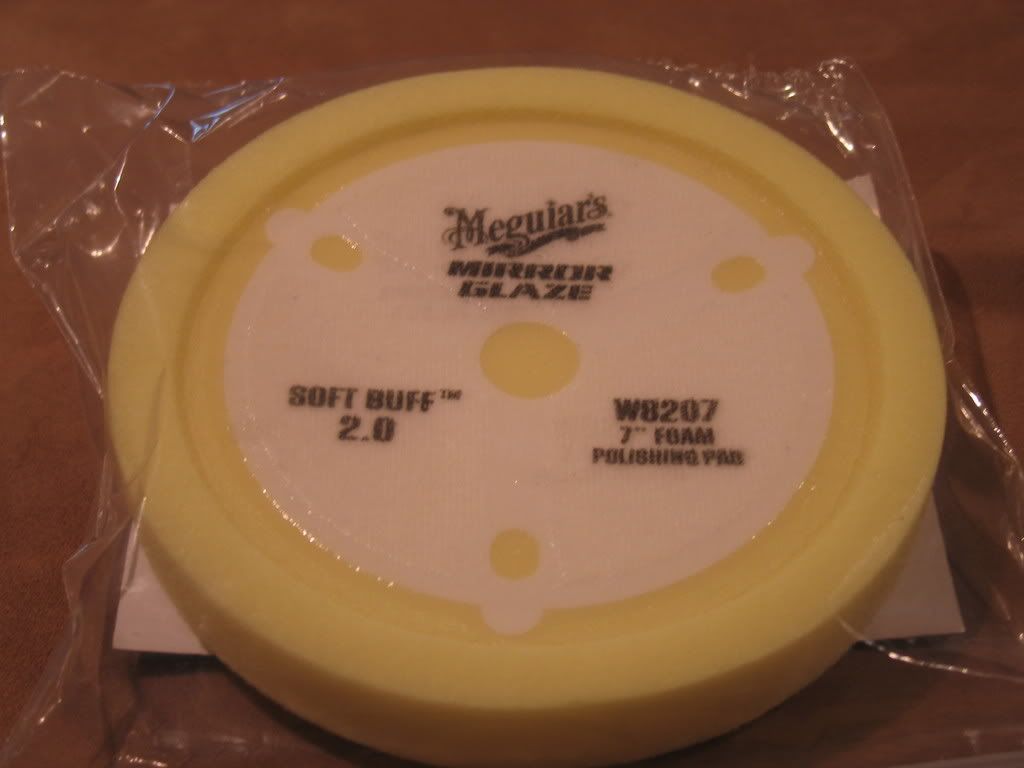 Meguiar's
MIRROR
GLAZE
SOFT BUFF™
2.0
W8207
7" FOAM
POLISHING PAD